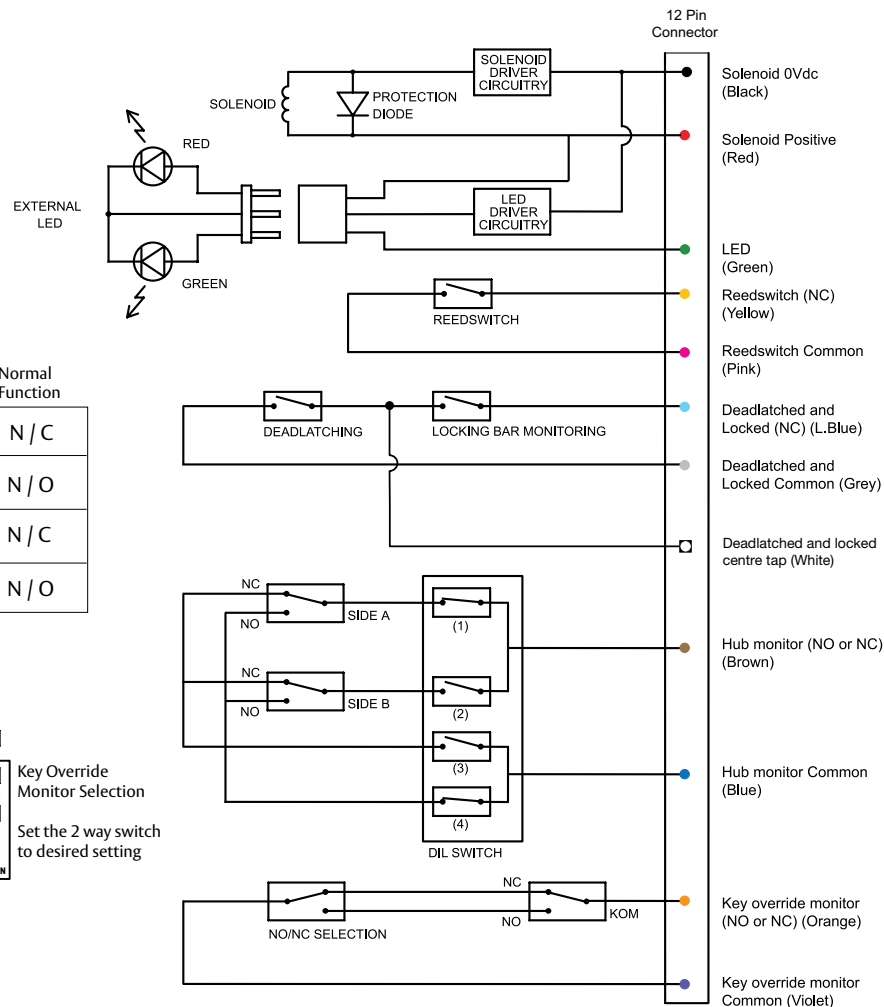 12 Pin
Connector
SOLENOID
DRIVER
CIRCUITRY
Solenoid 0Vdc
(Black)
SOLENOID
PROTECTION
DIODE
Solenoid Positive
(Red)
RED
EXTERNAL
LED
GREEN
LED
DRIVER
CIRCUITRY
LED
(Green)
REEDSWITCH
Reedswitch (NC)
(Yellow)
Reedswitch Common
(Pink)
Normal
Function
N / C
N / O
N / C
N / O
DEADLATCHING
LOCKING BAR MONITORING
Deadlatched and
Locked (NC) (L.Blue)
Deadlatched and
Locked Common (Grey)
Deadlatched and locked
centre tap (White)
NC
NO
SIDE A
(1)
NC
NO
SIDE B
(2)
(3)
(4)
DIL SWITCH
Hub monitor (NO or NC)
(Brown)
Hub monitor Common
(Blue)
Key Override
Monitor Selection
Set the 2 way switch
to desired setting
NO/NC SELECTION
NC
NO
KOM
Key override monitor
(NO or NC) (Orange)
Key override monitor
Common (Violet)